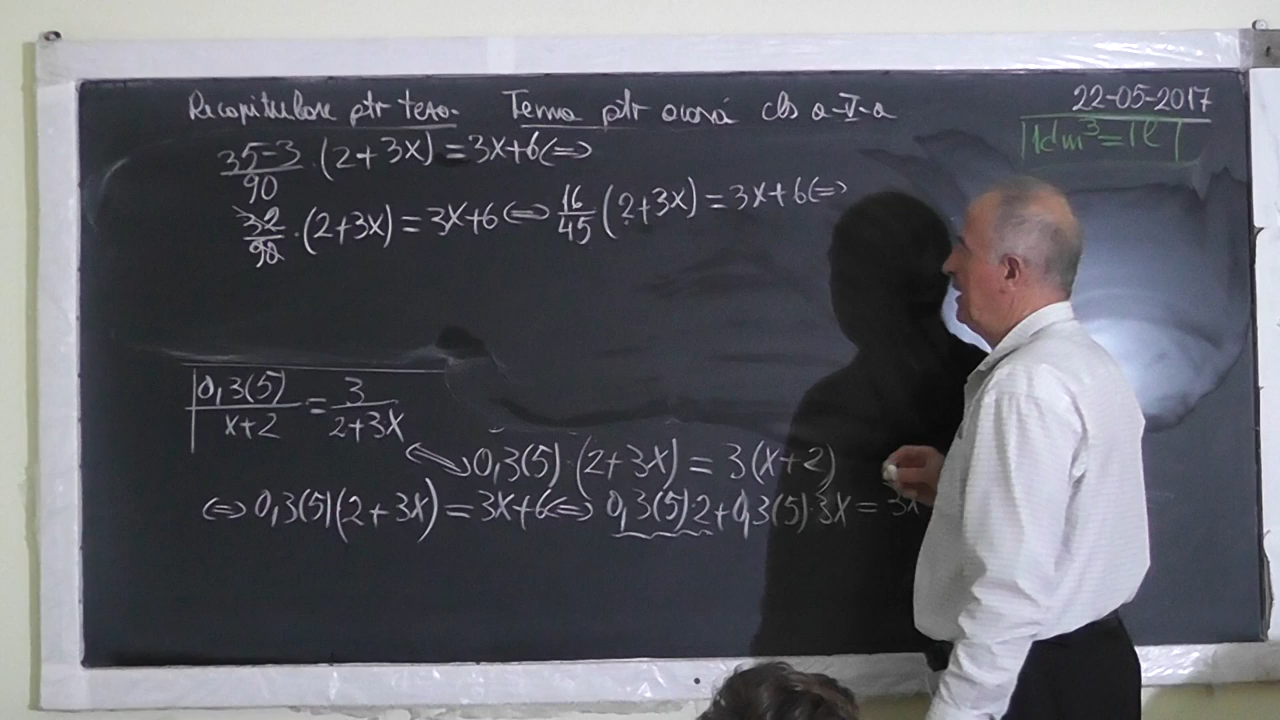 Recapitulare ptr teză. Tema ptr acasă cls a-V-a
22-05-2017
1dm³=1ℓ
35-3/90 · (2+3x) = 3x+6 ⇔
32/90 · (2+3x) = 3x+6 ⇔ 16/45 (2+3x) = 3x+6 ⇔
0,3(5)/x+2 = 3/2+3x
⇔ 0,3(5) · (2+3x) = 3(x+2)
⇔ 0,3(5)(2+3x) = 3x+6 ⇔ 0,3(5)·2+0,3(5)·3x = 3x